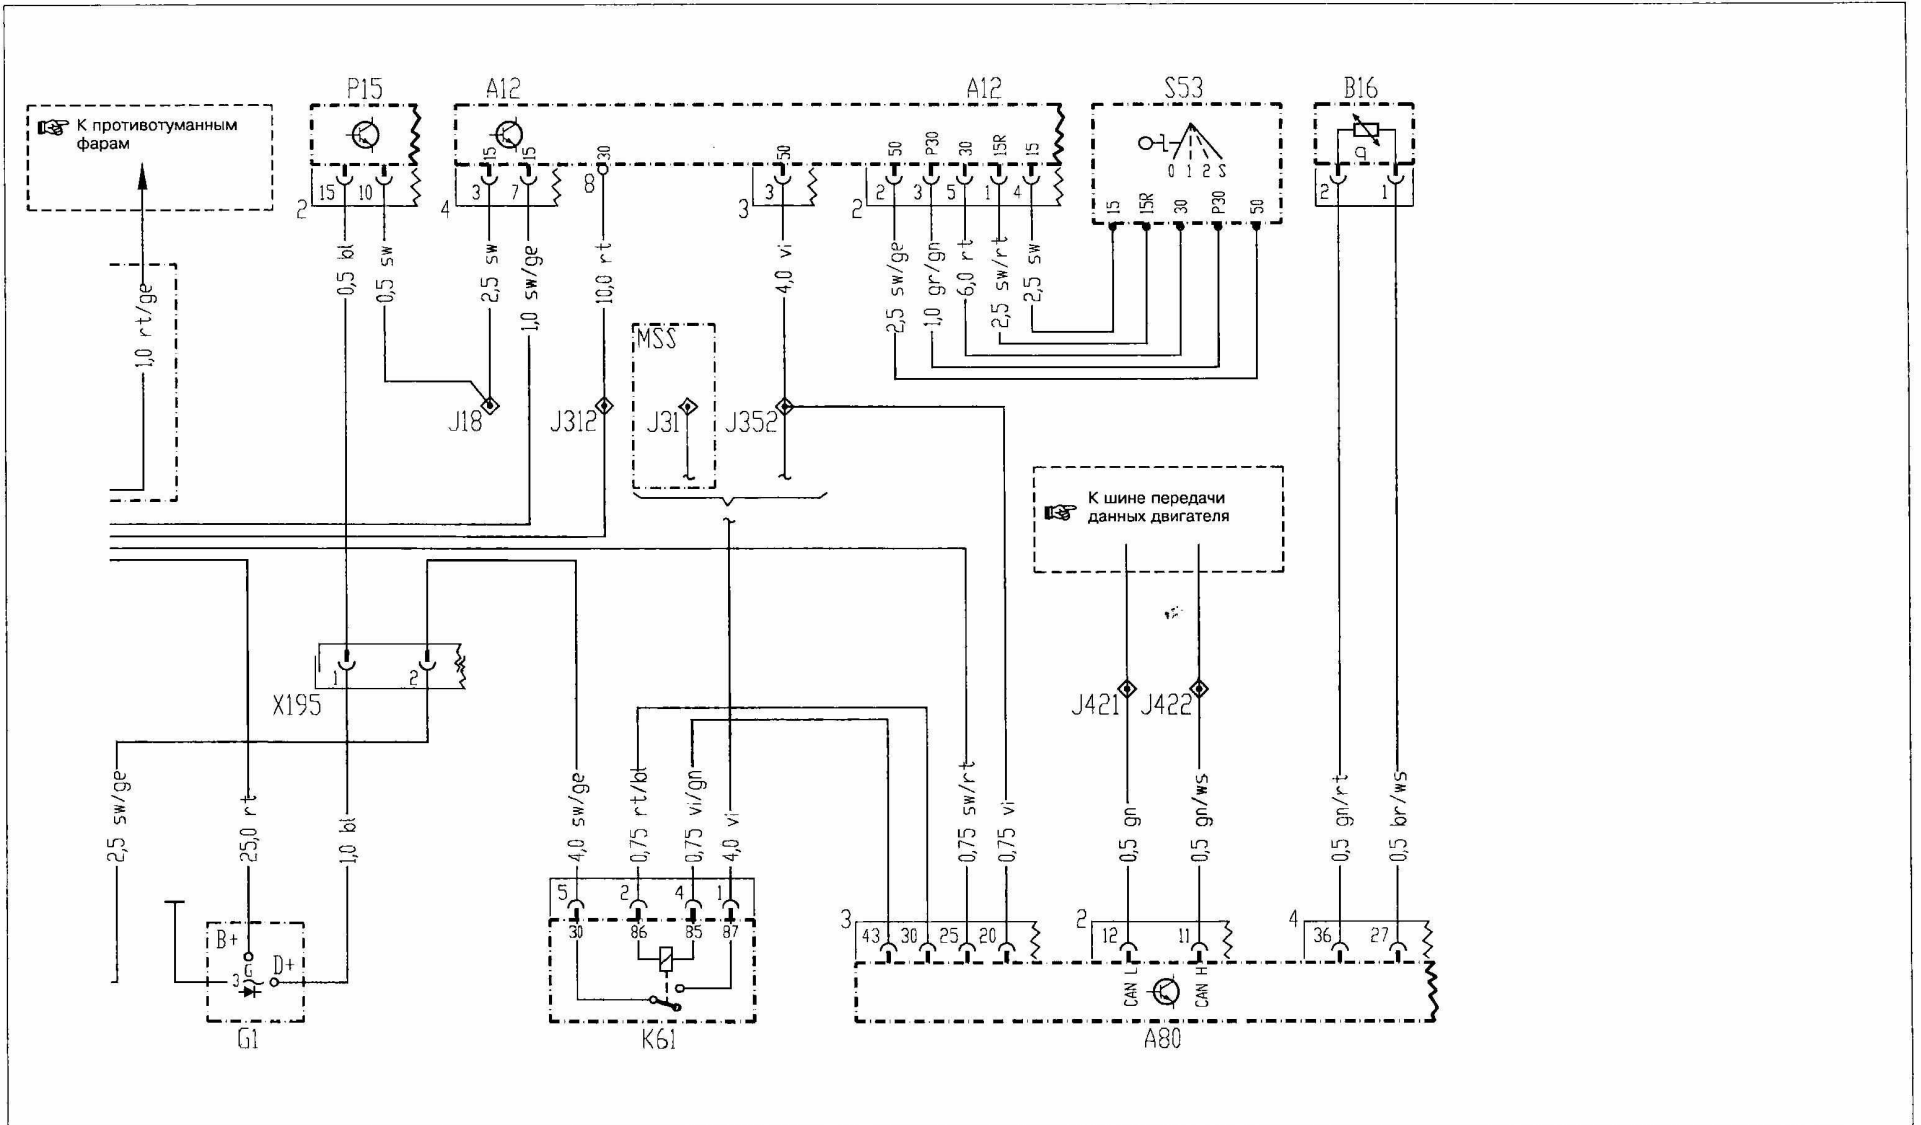 P15
A12
A12
S53
B16
К противотуманным
фарам
15
15
30
50
50
P30
30
15R
15
0 1 2 S
15 10
3 7
8
3
2 3 5 1 4
2 1
2
4
3
2
15
15R
30
P30
50
0,5 bl
0,5 sw
2,5 sw
1,0 sw/ge
10,0 rt
4,0 vi
2,5 sw/ge
1,0 gr/gn
6,0 rt
2,5 sw/rt
2,5 sw
1,0 rt/ge
MSS
J18
J312
J31
J352
К шине передачи
данных двигателя
1 2
X195
J421
J422
2,5 sw/ge
25,0 rt
1,0 bl
4,0 sw/ge
0,75 rt/bl
0,75 vi/gn
4,0 vi
0,75 sw/rt
0,75 vi
0,5 gn
0,5 gn/ws
0,5 gn/rt
0,5 br/ws
5 2 4 1
3
43 30 25 20
2
12 11
4
36 27
30 86 85 87
B+
G
3
D+
CAN L
CAN H
G1
K61
A80